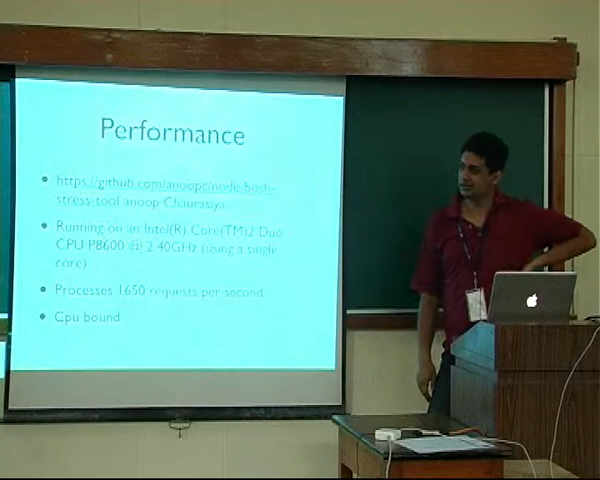 Performance
https://github.com/anoopc/node-bosh-
stress-tool anoop Chaurasiya
Running on an Intel(R) Core(TM)2 Duo
CPU P8600 @ 2.40GHz (using a single
core)
Processes 1650 requests per second
Cpu bound